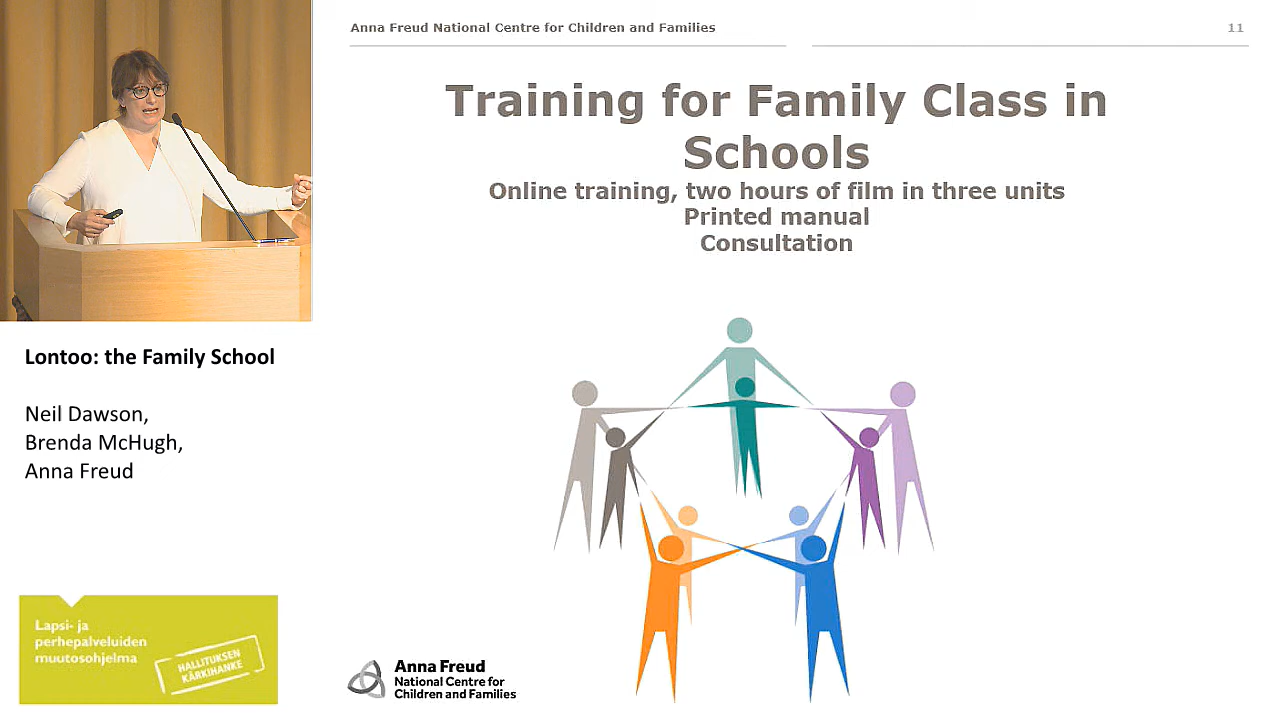 Anna Freud National Centre for Children and Families
11
Training for Family Class in
Schools
Online training, two hours of film in three units
Printed manual
Consultation
Lontoo: the Family School
Neil Dawson,
Brenda McHugh,
Anna Freud
Lapsi- ja
perhepalveluiden
muutosohjelma
HALLITUKSEN
KÄRKIHANKE
Anna Freud
National Centre for
Children and Families